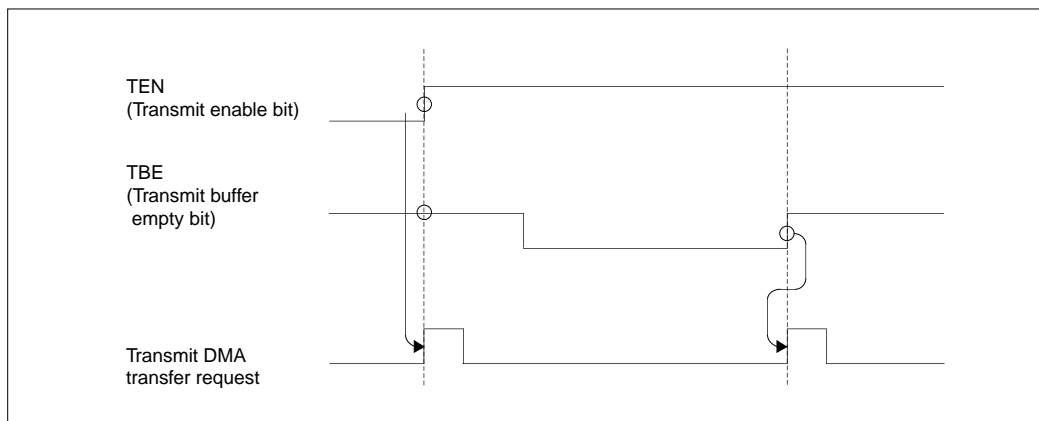 TEN
(Transmit enable bit)
TBE
(Transmit buffer
empty bit)
Transmit DMA
transfer request